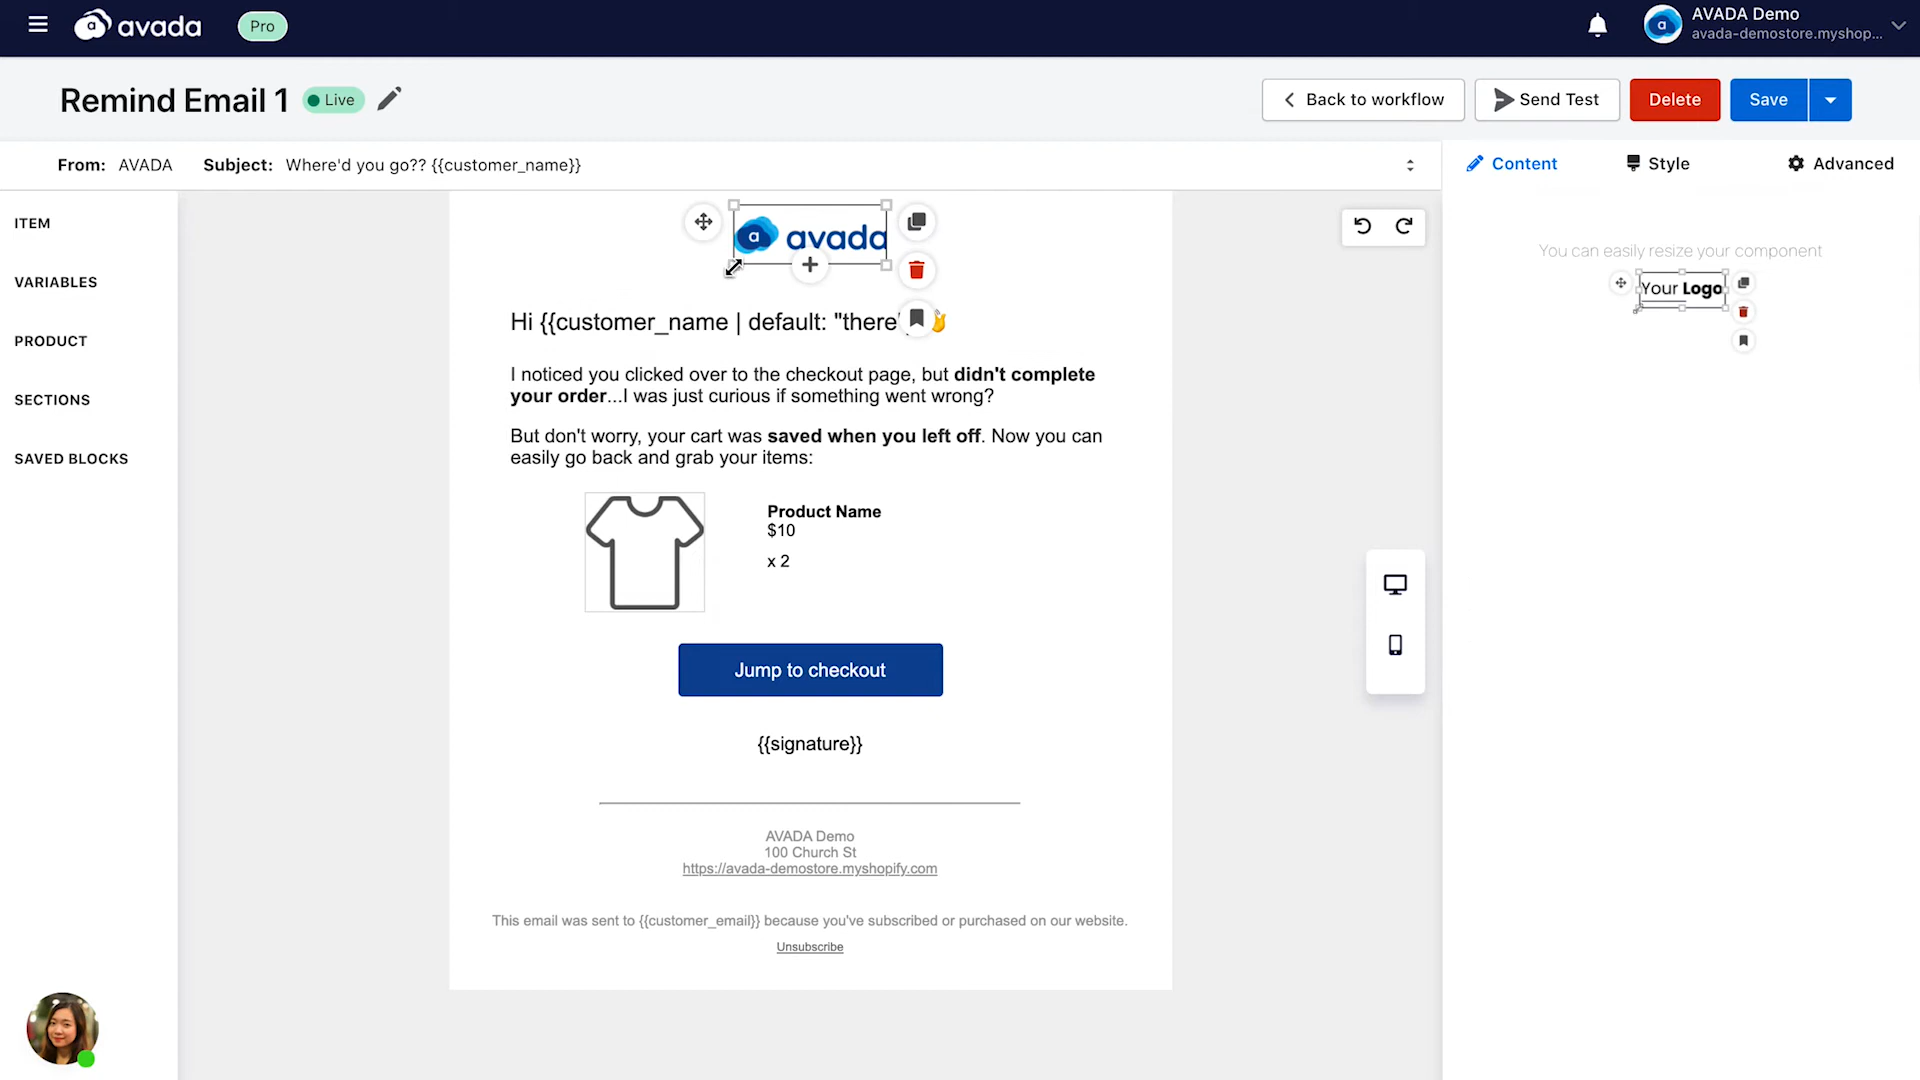 avada
Pro
AVADA Demo
avada-demostore.myshop...
Remind Email 1
Live
Back to workflow
Send Test
Delete
Save
From: AVADA
Subject: Where'd you go?? {{customer_name}}
Content
Style
Advanced
ITEM
VARIABLES
PRODUCT
SECTIONS
SAVED BLOCKS
a avada
Hi {{customer_name | default: "there"
I noticed you clicked over to the checkout page, but didn't complete
your order...I was just curious if something went wrong?
But don't worry, your cart was saved when you left off. Now you can
easily go back and grab your items:
Product Name
$10
x 2
Jump to checkout
{{signature}}
AVADA Demo
100 Church St
https://avada-demostore.myshopify.com
This email was sent to {{customer_email}} because you've subscribed or purchased on our website.
Unsubscribe
You can easily resize your component
Your Logo